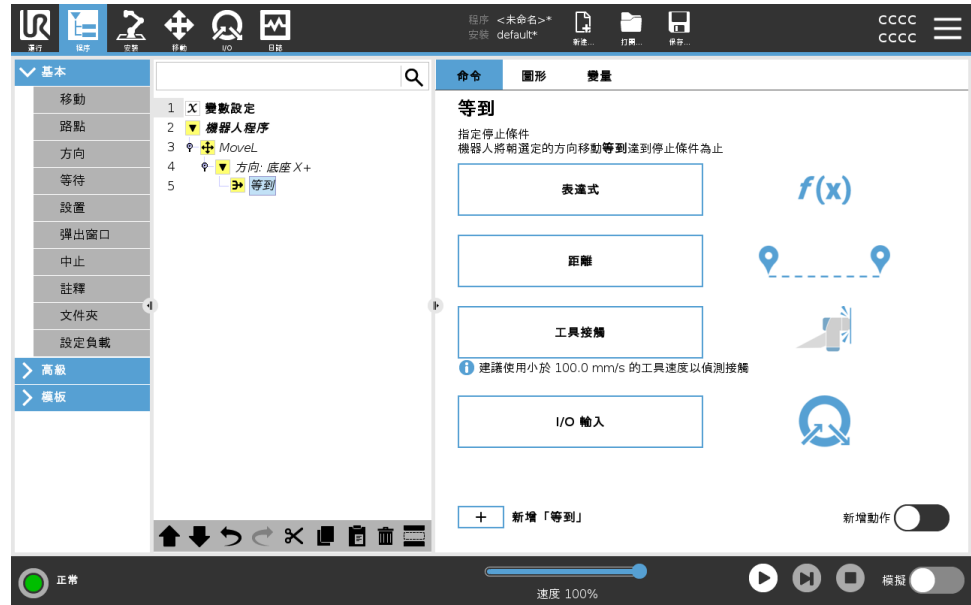 運行
程序
安裝
移動
I/O
日誌
程序 <未命名>*
安裝 default*
新建...
打開...
保存...
CCCC
CCCC
基本
移動
路點
方向
等待
設置
彈出窗口
中止
註釋
文件夾
設定負載
高級
模板
1 X 變數設定
2 機器人程序
3 MoveL
4 方向: 底座 X+
5 等到
命令 圖形 變量
等到
指定停止條件
機器人將朝選定的方向移動等到達到停止條件為止
表達式
f(x)
距離
工具接觸
建議使用小於 100.0 mm/s 的工具速度以偵測接觸
I/O 輸入
+ 新增「等到」
新增動作
正常
速度 100%
模擬